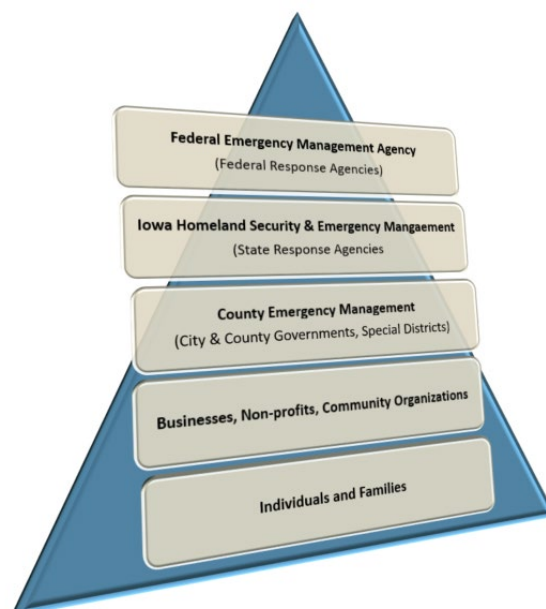 Federal Emergency Management Agency
(Federal Response Agencies)
Iowa Homeland Security & Emergency Mangaement
(State Response Agencies
County Emergency Management
(City & County Governments, Special Districts)
Businesses, Non-profits, Community Organizations
Individuals and Families